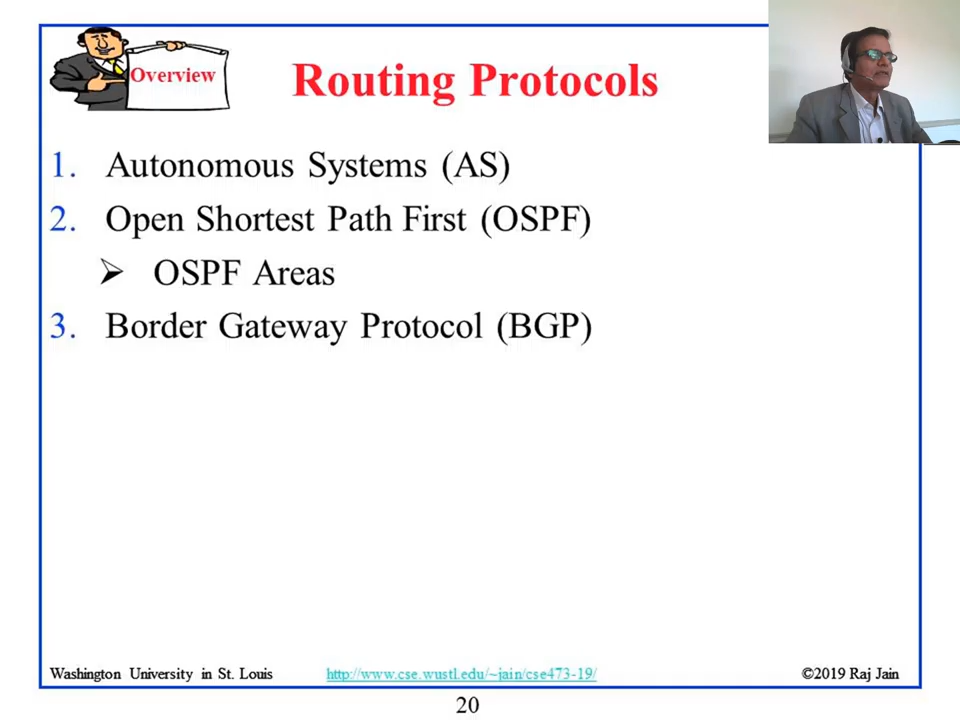 Overview
Routing Protocols
1. Autonomous Systems (AS)
2. Open Shortest Path First (OSPF)
➢ OSPF Areas
3. Border Gateway Protocol (BGP)
Washington University in St. Louis http://www.cse.wustl.edu/~jain/cse473-19/ ©2019 Raj Jain
20